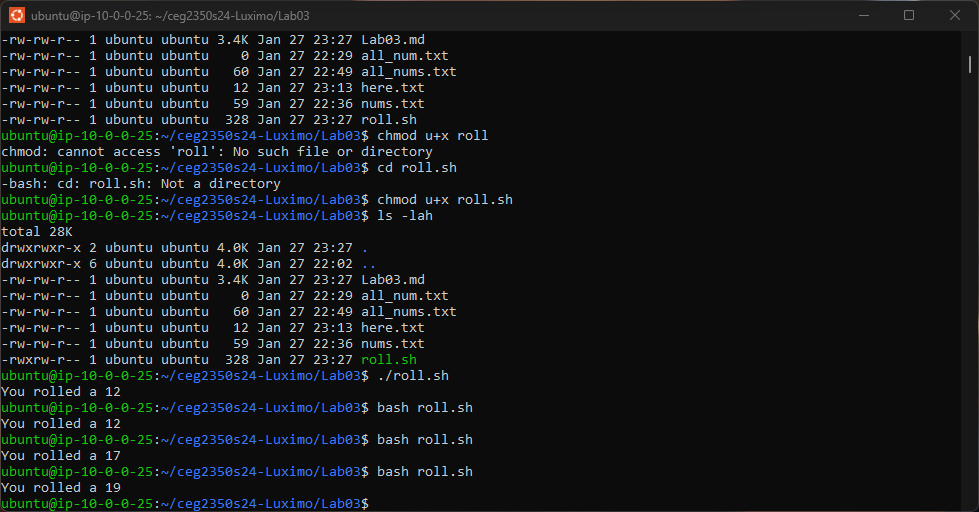 ubuntu@ip-10-0-0-25: ~/ceg2350s24-Luximo/Lab03
-rw-rw-r-- 1 ubuntu ubuntu 3.4K Jan 27 23:27 Lab03.md
-rw-rw-r-- 1 ubuntu ubuntu    0 Jan 27 22:29 all_num.txt
-rw-rw-r-- 1 ubuntu ubuntu   60 Jan 27 22:49 all_nums.txt
-rw-rw-r-- 1 ubuntu ubuntu   12 Jan 27 23:13 here.txt
-rw-rw-r-- 1 ubuntu ubuntu   59 Jan 27 22:36 nums.txt
-rw-rw-r-- 1 ubuntu ubuntu  328 Jan 27 23:27 roll.sh
ubuntu@ip-10-0-0-25:~/ceg2350s24-Luximo/Lab03$ chmod u+x roll
chmod: cannot access 'roll': No such file or directory
ubuntu@ip-10-0-0-25:~/ceg2350s24-Luximo/Lab03$ cd roll.sh
-bash: cd: roll.sh: Not a directory
ubuntu@ip-10-0-0-25:~/ceg2350s24-Luximo/Lab03$ chmod u+x roll.sh
ubuntu@ip-10-0-0-25:~/ceg2350s24-Luximo/Lab03$ ls -lah
total 28K
drwxrwxr-x 2 ubuntu ubuntu 4.0K Jan 27 23:27 .
drwxrwxr-x 6 ubuntu ubuntu 4.0K Jan 27 22:02 ..
-rw-rw-r-- 1 ubuntu ubuntu 3.4K Jan 27 23:27 Lab03.md
-rw-rw-r-- 1 ubuntu ubuntu    0 Jan 27 22:29 all_num.txt
-rw-rw-r-- 1 ubuntu ubuntu   60 Jan 27 22:49 all_nums.txt
-rw-rw-r-- 1 ubuntu ubuntu   12 Jan 27 23:13 here.txt
-rw-rw-r-- 1 ubuntu ubuntu   59 Jan 27 22:36 nums.txt
-rwxrw-r-- 1 ubuntu ubuntu  328 Jan 27 23:27 roll.sh
ubuntu@ip-10-0-0-25:~/ceg2350s24-Luximo/Lab03$ ./roll.sh
You rolled a 12
ubuntu@ip-10-0-0-25:~/ceg2350s24-Luximo/Lab03$ bash roll.sh
You rolled a 12
ubuntu@ip-10-0-0-25:~/ceg2350s24-Luximo/Lab03$ bash roll.sh
You rolled a 17
ubuntu@ip-10-0-0-25:~/ceg2350s24-Luximo/Lab03$ bash roll.sh
You rolled a 19
ubuntu@ip-10-0-0-25:~/ceg2350s24-Luximo/Lab03$